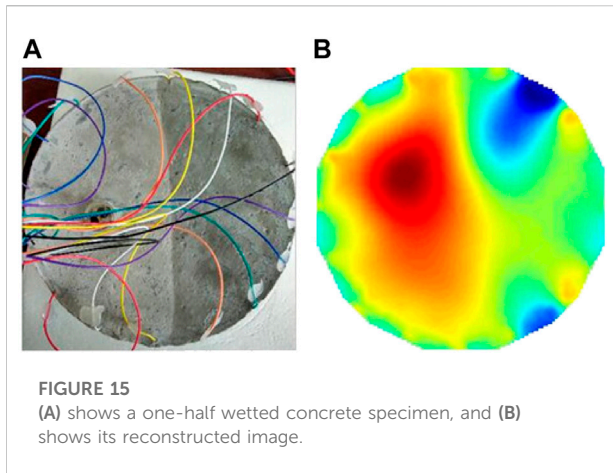 A
B
FIGURE 15
(A) shows a one-half wetted concrete specimen, and (B)
shows its reconstructed image.